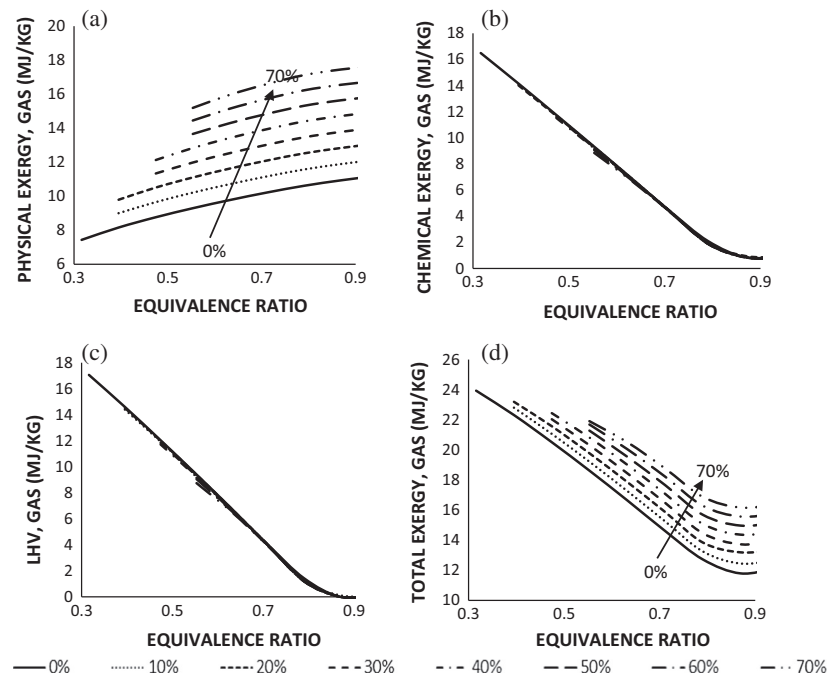 (a)
PHYSICAL EXERGY, GAS (MJ/KG)
20
18
16
14
12
10
8
6
70%
0%
0.3 0.5 0.7 0.9
EQUIVALENCE RATIO
(b)
CHEMICAL EXERGY, GAS (MJ/KG)
18
16
14
12
10
8
6
4
2
0
0.3 0.5 0.7 0.9
EQUIVALENCE RATIO
(c)
LHV, GAS (MJ/KG)
18
16
14
12
10
8
6
4
2
0
0.3 0.5 0.7 0.9
EQUIVALENCE RATIO
(d)
TOTAL EXERGY, GAS (MJ/KG)
26
24
22
20
18
16
14
12
10
70%
0%
0.3 0.5 0.7 0.9
EQUIVALENCE RATIO
0% 10% 20% 30% 40% 50% 60% 70%